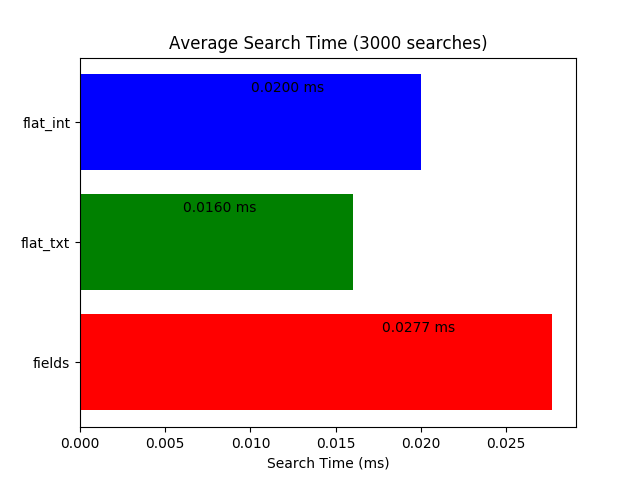 Average Search Time (3000 searches)
flat_int
0.0200 ms
flat_txt
0.0160 ms
fields
0.0277 ms
0.000 0.005 0.010 0.015 0.020 0.025
Search Time (ms)